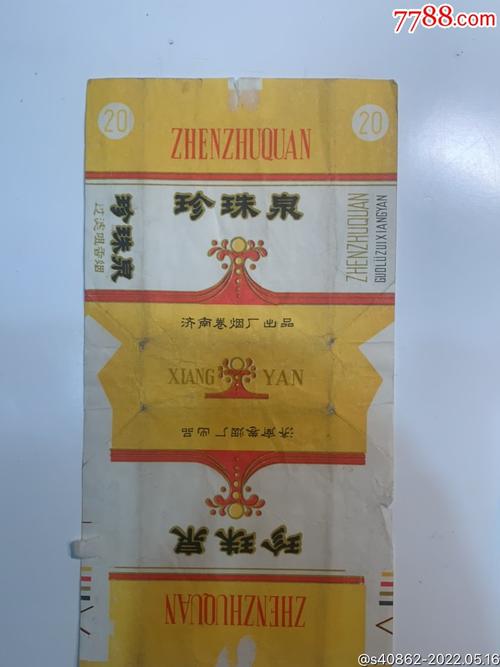 7788.com
20
ZHENZHUQUAN
20
珍珠泉
珍珠泉
过滤咀香烟
ZHENZHUQUAN
GUOLÜZUIXIANGYAN
济南卷烟厂出品
XIANG YAN
济南卷烟厂出品
珍珠泉
ZHENZHUQUAN
@s40862-2022.05.16